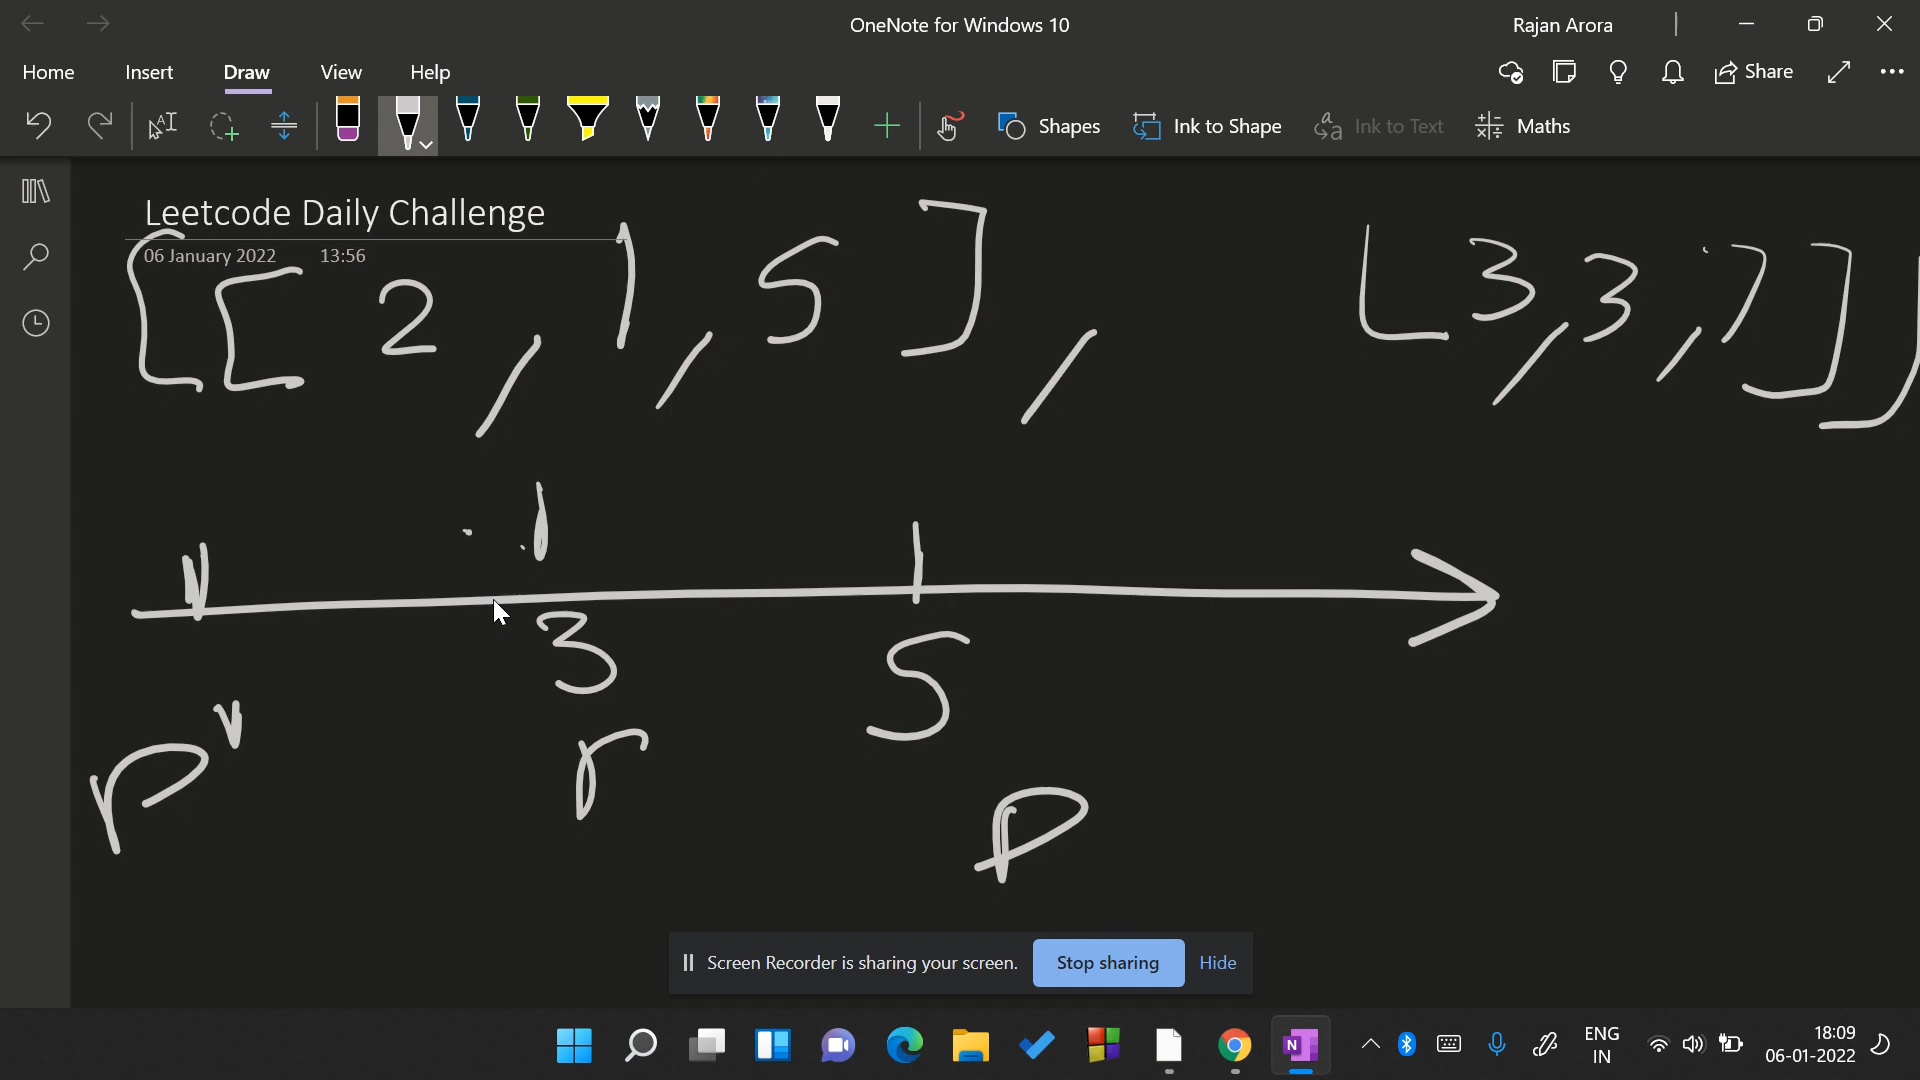 OneNote for Windows 10
Rajan Arora
Home Insert Draw View Help
Share
Shapes Ink to Shape Ink to Text Maths
Leetcode Daily Challenge
06 January 2022 13:56
[[2,1,5], [3,3,7]]
3
5
r
p
Screen Recorder is sharing your screen. Stop sharing Hide
ENG
IN
18:09
06-01-2022